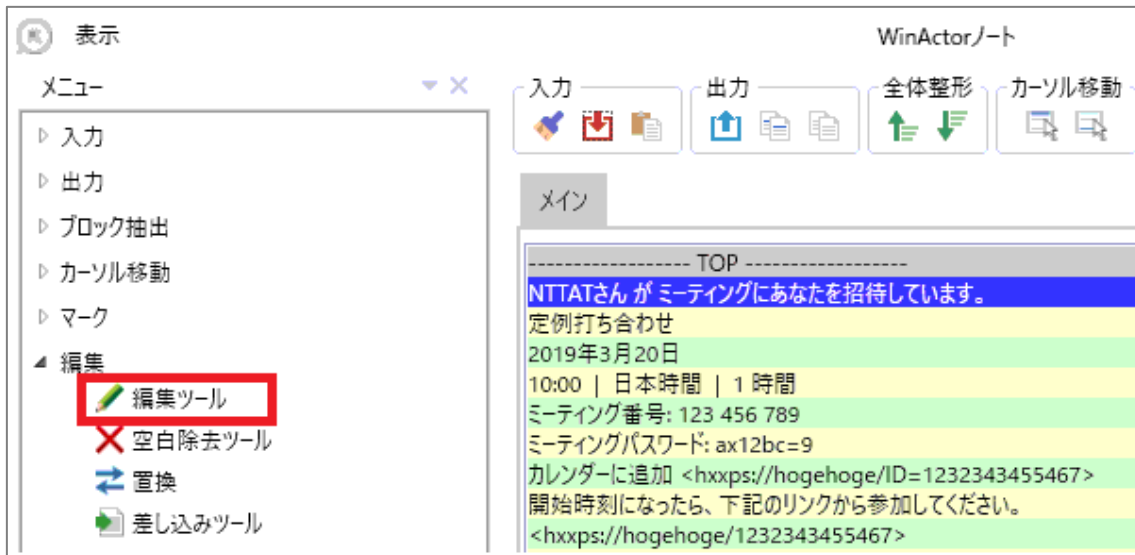 表示
WinActorノート
メニュー
入力
出力
ブロック抽出
カーソル移動
マーク
編集
編集ツール
空白除去ツール
置換
差し込みツール
入力
出力
全体整形
カーソル移動
メイン
------------------ TOP ------------------
NTTATさん が ミーティングにあなたを招待しています。
定例打ち合わせ
2019年3月20日
10:00 | 日本時間 | 1 時間
ミーティング番号: 123 456 789
ミーティングパスワード: ax12bc=9
カレンダーに追加 <hxxps://hogehoge/ID=1232343455467>
開始時刻になったら、下記のリンクから参加してください。
<hxxps://hogehoge/1232343455467>